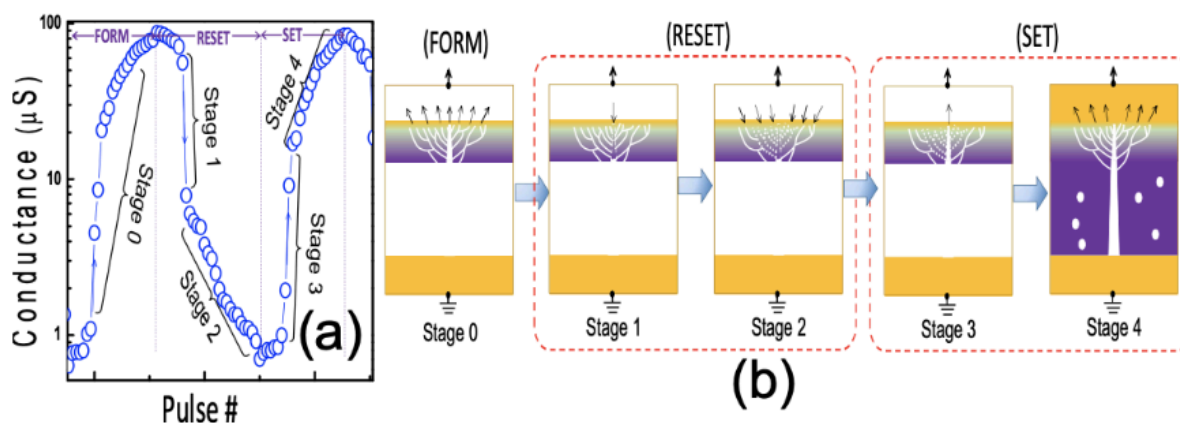 100
10
1
Conductance (µS)
Pulse #
FORM
RESET
SET
Stage 0
Stage 1
Stage 2
Stage 3
Stage 4
(a)
(FORM)
(RESET)
(SET)
Stage 0
Stage 1
Stage 2
Stage 3
Stage 4
(b)